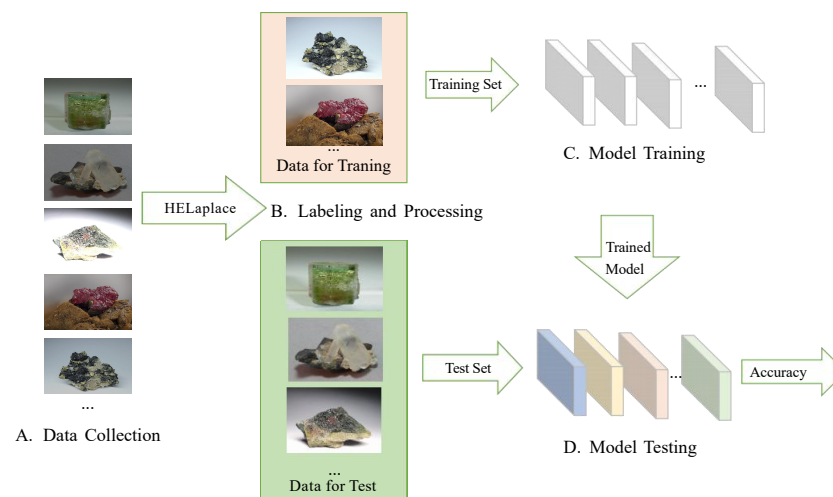 ...
A. Data Collection
HELaplace
...
Data for Traning
B. Labeling and Processing
...
Data for Test
Training Set
...
C. Model Training
Trained
Model
Test Set
...
D. Model Testing
Accuracy